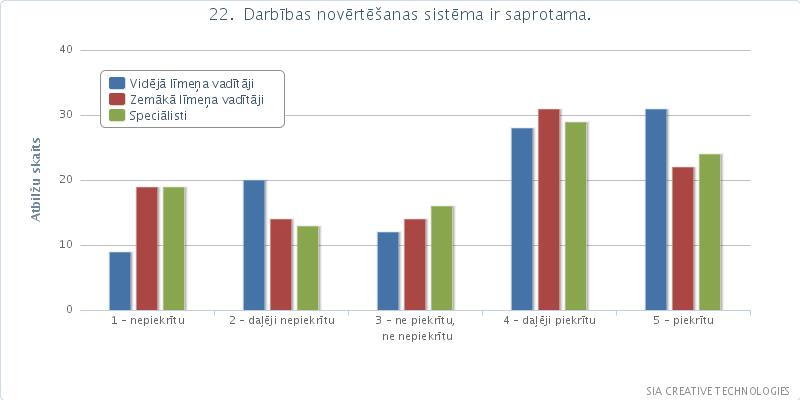 22. Darbības novērtēšanas sistēma ir saprotama.
40
Vidējā līmeņa vadītāji
Zemākā līmeņa vadītāji
Speciālisti
30
Atbilžu skaits
20
10
0
1 - nepiekrītu
2 - daļēji nepiekrītu
3 - ne piekrītu,
ne nepiekrītu
4 - daļēji piekrītu
5 - piekrītu
SIA CREATIVE TECHNOLOGIES